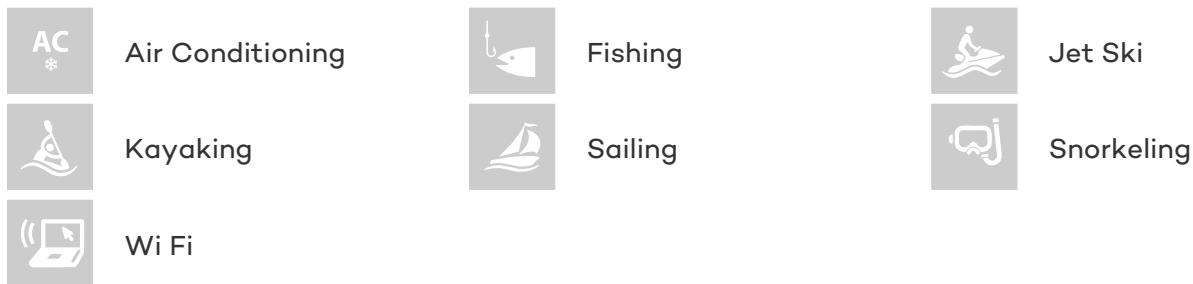 AC
Air Conditioning
Fishing
Jet Ski
Kayaking
Sailing
Snorkeling
Wi Fi